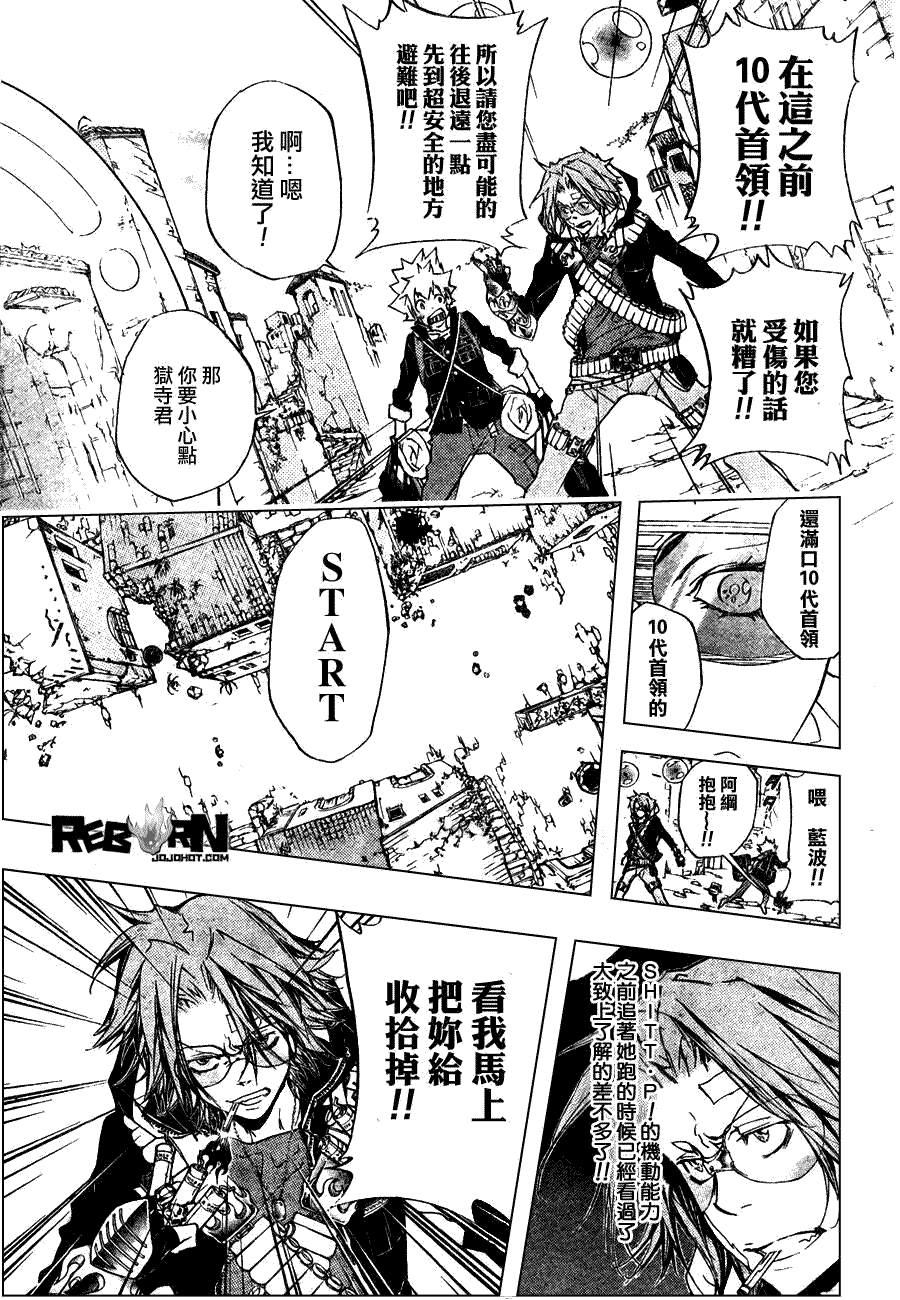 在這之前
10代首領!!
如果您
受傷的話
就糟了!!
所以請您盡可能的
往後退遠一點
先到超安全的地方
避難吧!!
啊…嗯
我知道了!
那
你要小心點
獄寺君
還滿口10代首領
10代首領的
START
喂 藍波!!
阿綱
抱抱~!!
REBORN
JOJOHOT.COM
SHITT・P!的機動能力
之前追著她跑的時候已經看過了
大致上了解的差不多了!!
看我馬上
把妳給
收拾掉!!